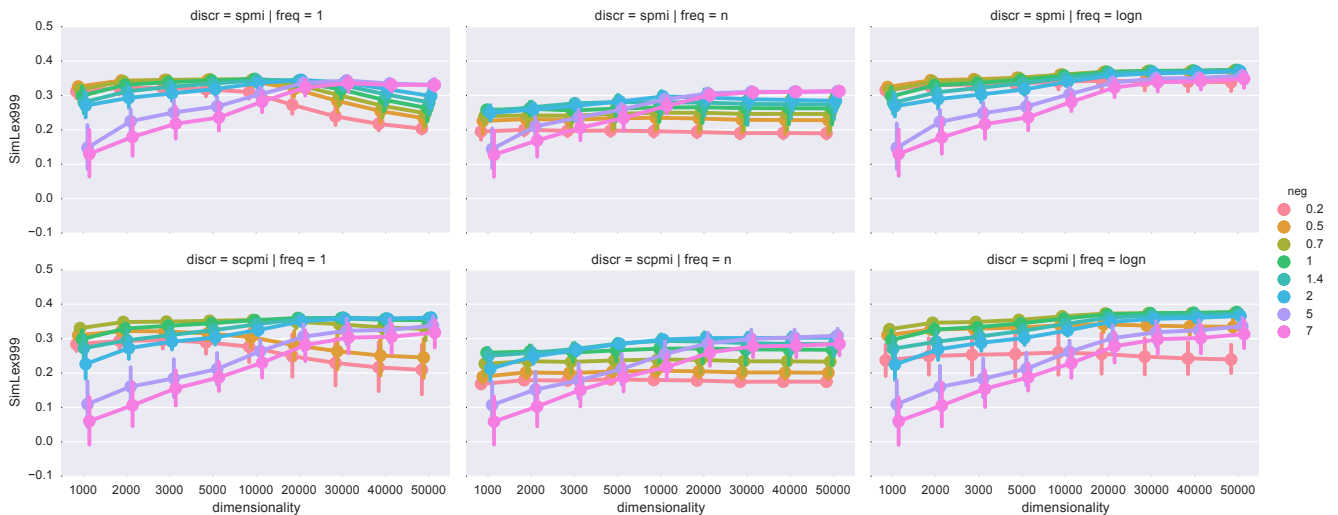 discr = spmi | freq = 1
discr = spmi | freq = n
discr = spmi | freq = logn
SimLex999
0.5
0.4
0.3
0.2
0.1
0.0
−0.1
discr = scpmi | freq = 1
discr = scpmi | freq = n
discr = scpmi | freq = logn
SimLex999
0.5
0.4
0.3
0.2
0.1
0.0
−0.1
1000 2000 3000 5000 10000 20000 30000 40000 50000
dimensionality
1000 2000 3000 5000 10000 20000 30000 40000 50000
dimensionality
1000 2000 3000 5000 10000 20000 30000 40000 50000
dimensionality
neg
0.2
0.5
0.7
1
1.4
2
5
7